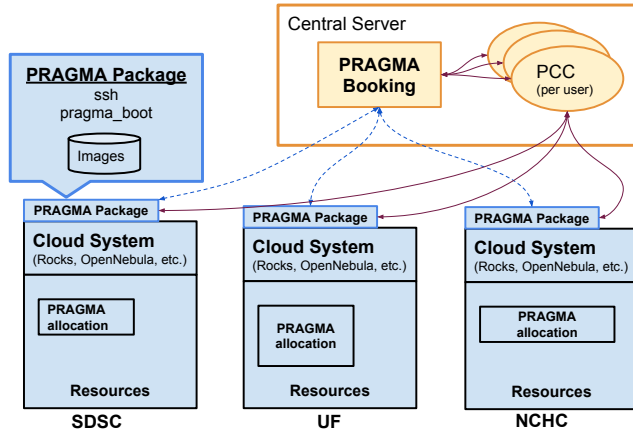 Central Server
PRAGMA Package
ssh
pragma_boot
Images
PRAGMA
Booking
PCC
(per user)
PRAGMA Package
Cloud System
(Rocks, OpenNebula, etc.)
PRAGMA
allocation
Resources
SDSC
PRAGMA Package
Cloud System
(Rocks, OpenNebula, etc.)
PRAGMA
allocation
Resources
UF
PRAGMA Package
Cloud System
(Rocks, OpenNebula, etc.)
PRAGMA
allocation
Resources
NCHC